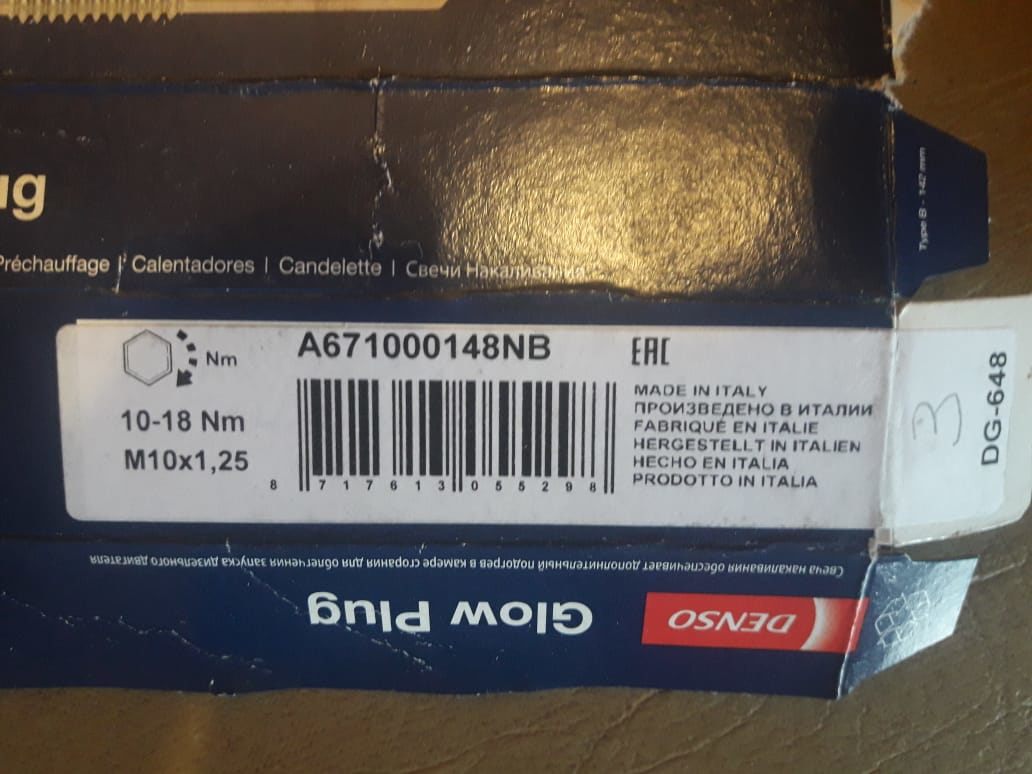 ug
Préchauffage | Calentadores | Candelette | Свечи Накаливания
Type B - 142 mm
Nm
10-18 Nm
M10x1,25
A671000148NB
8 717613 055298
EAC
MADE IN ITALY
ПРОИЗВЕДЕНО В ИТАЛИИ
FABRIQUÉ EN ITALIE
HERGESTELLT IN ITALIEN
HECHO EN ITALIA
PRODOTTO IN ITALIA
3
DG-648
DENSO
Glow Plug
Свеча накаливания обеспечивает дополнительный подогрев в камере сгорания для облегчения запуска дизельного двигателя